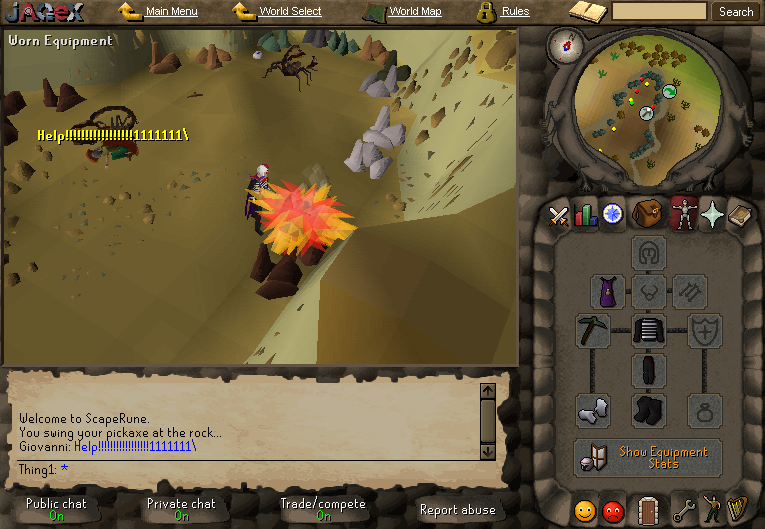 JAGeX
Main Menu
World Select
World Map
Rules
Search
Worn Equipment
Help!!!!!!!!!!!!!!!!!1111111\
Welcome to ScapeRune.
You swing your pickaxe at the rock...
Giovanni: Help!!!!!!!!!!!!!!!!!1111111\
Thing1: *
Show Equipment
Stats
Public chat
On
Private chat
On
Trade/compete
On
Report abuse